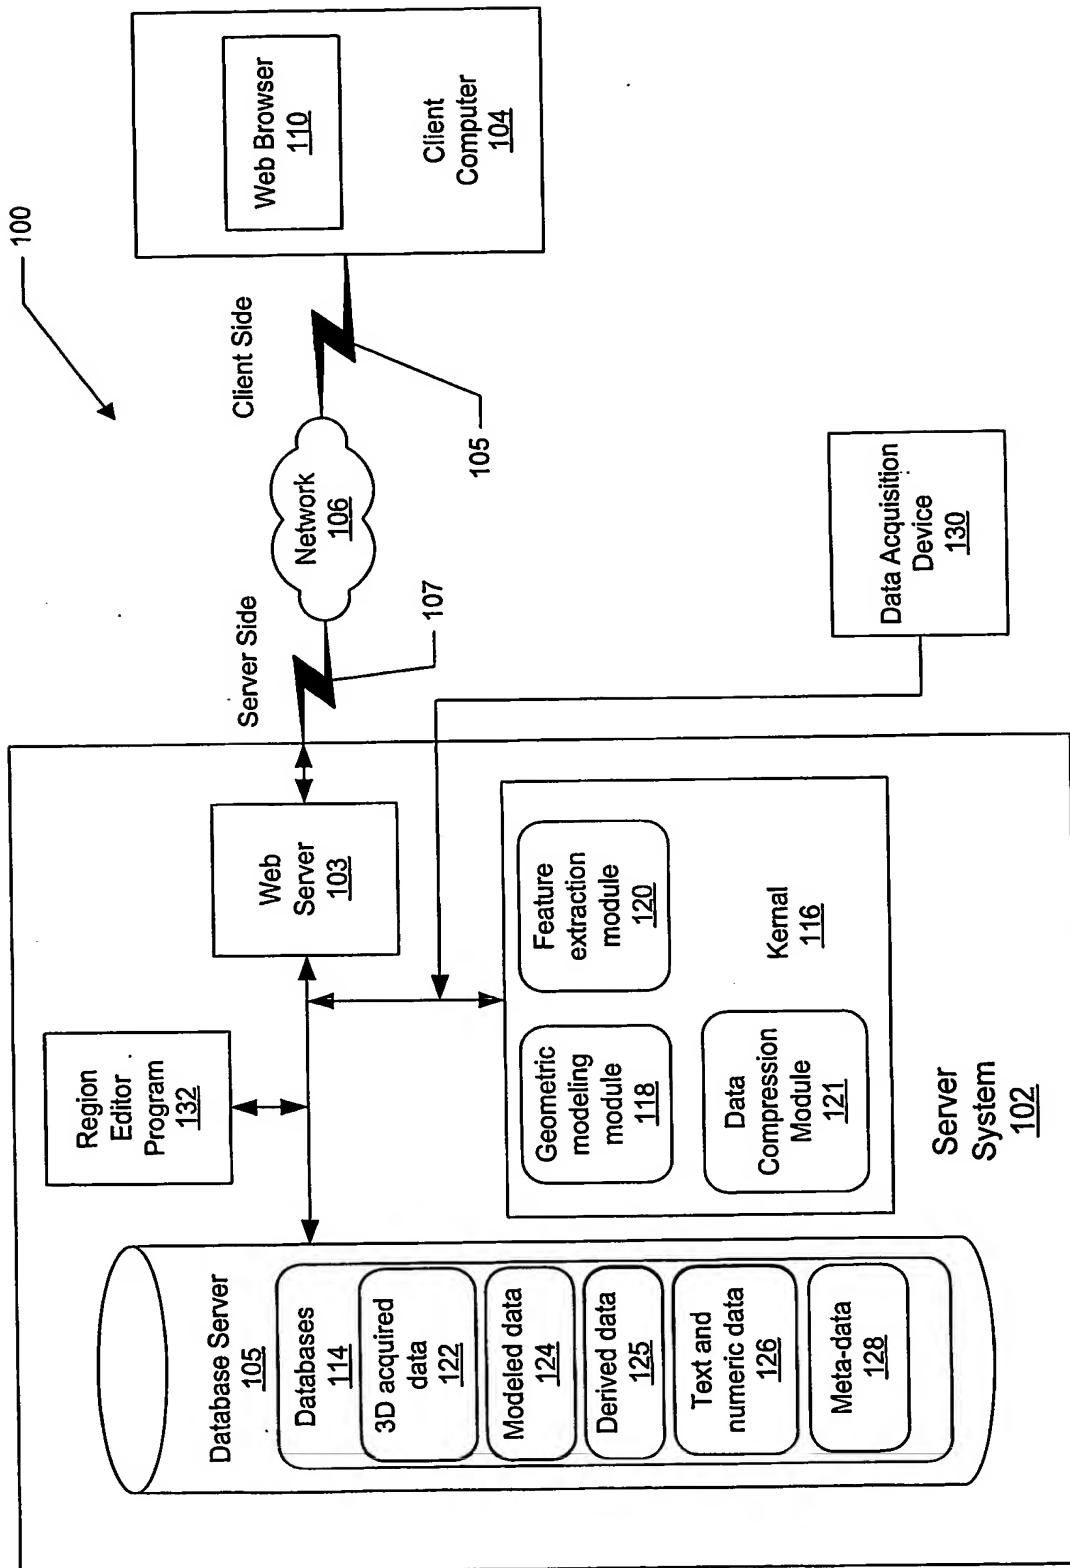 100
Web Browser
110
Client
Computer
104
Client Side
105
Network
106
Server Side
107
Data Acquisition
Device
130
Web
Server
103
Region
Editor
Program
132
Feature
extraction
module
120
Geometric
modeling
module
118
Kernal
116
Data
Compression
Module
121
Server
System
102
Database Server
105
Databases
114
3D acquired
data
122
Modeled data
124
Derived data
125
Text and
numeric data
126
Meta-data
128